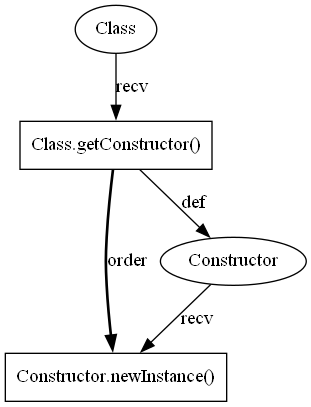 Class
recv
Class.getConstructor()
def
order
Constructor
recv
Constructor.newInstance()